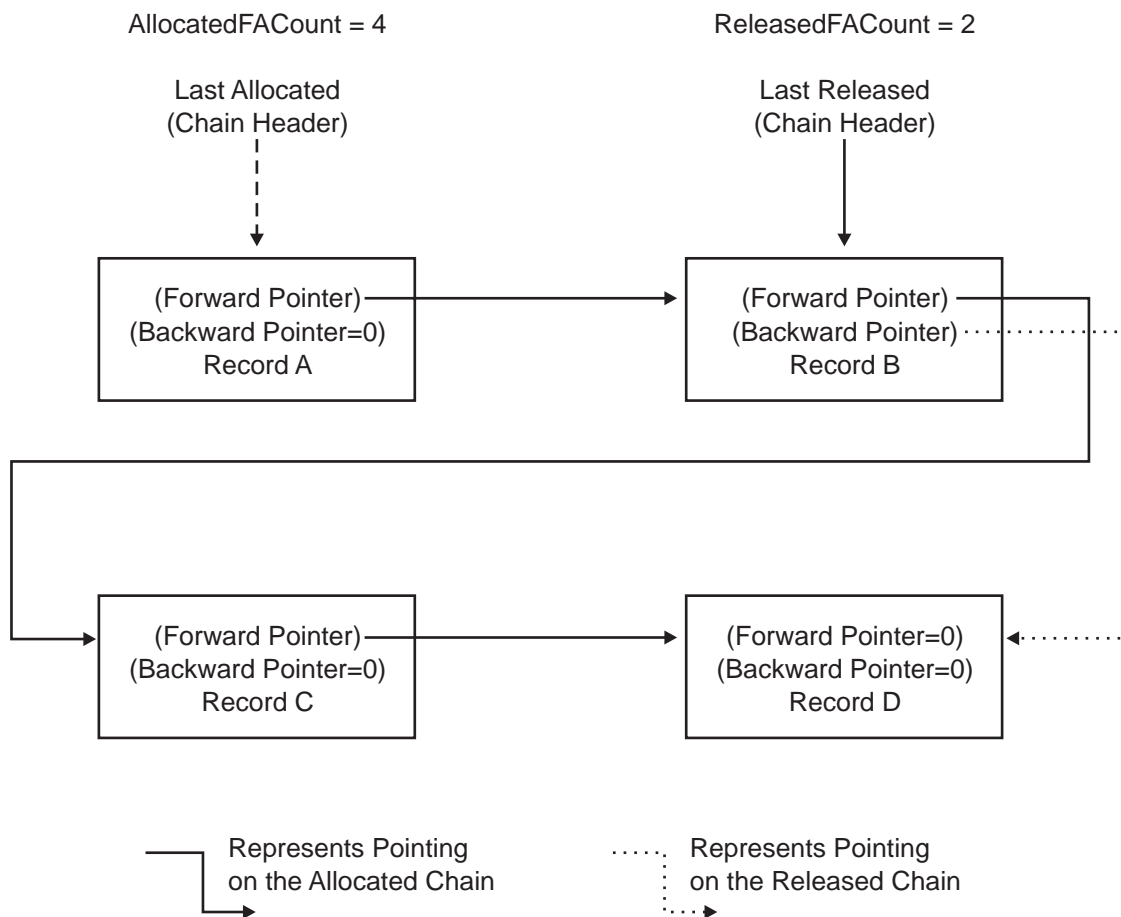 AllocatedFACount = 4
ReleasedFACount = 2
Last Allocated
(Chain Header)
Last Released
(Chain Header)
(Forward Pointer)
(Backward Pointer=0)
Record A
(Forward Pointer)
(Backward Pointer)
Record B
(Forward Pointer)
(Backward Pointer=0)
Record C
(Forward Pointer=0)
(Backward Pointer=0)
Record D
Represents Pointing
on the Allocated Chain
Represents Pointing
on the Released Chain